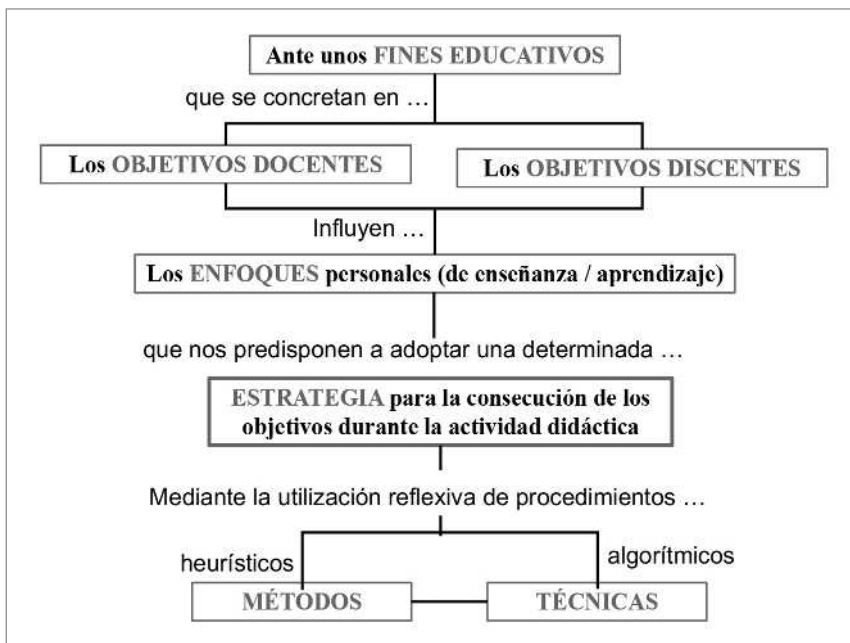 Ante unos FINES EDUCATIVOS
que se concretan en …
Los OBJETIVOS DOCENTES
Los OBJETIVOS DISCENTES
Influyen …
Los ENFOQUES personales (de enseñanza / aprendizaje)
que nos predisponen a adoptar una determinada …
ESTRATEGIA para la consecución de los
objetivos durante la actividad didáctica
Mediante la utilización reflexiva de procedimientos …
heurísticos
algorítmicos
MÉTODOS
TÉCNICAS